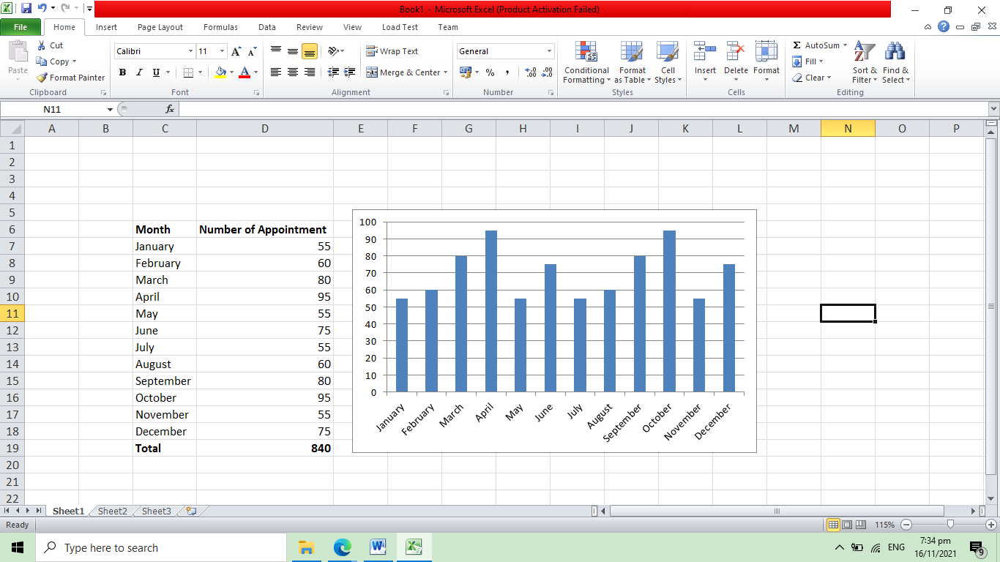 Book1 - Microsoft Excel (Product Activation Failed)
File Home Insert Page Layout Formulas Data Review View Load Test Team
Paste
Cut
Copy
Format Painter
Clipboard
Calibri 11
A A
B I U A
Font
Wrap Text
Merge & Center
Alignment
General
% , .0 .00 .00 .0
Number
Conditional Formatting
Format as Table
Cell Styles
Styles
Insert Delete Format
Cells
Σ AutoSum
Fill
Clear
Sort & Filter
Find & Select
Editing
N11 fx
A B C D E F G H I J K L M N O P
1
2
3
4
5
6 Month Number of Appointment
7 January 55
8 February 60
9 March 80
10 April 95
11 May 55
12 June 75
13 July 55
14 August 60
15 September 80
16 October 95
17 November 55
18 December 75
19 Total 840
20
21
22
100
90
80
70
60
50
40
30
20
10
0
January February March April May June July August September October November December
Sheet1 Sheet2 Sheet3
Ready 115%
Type here to search
ENG
7:34 pm
16/11/2021
9